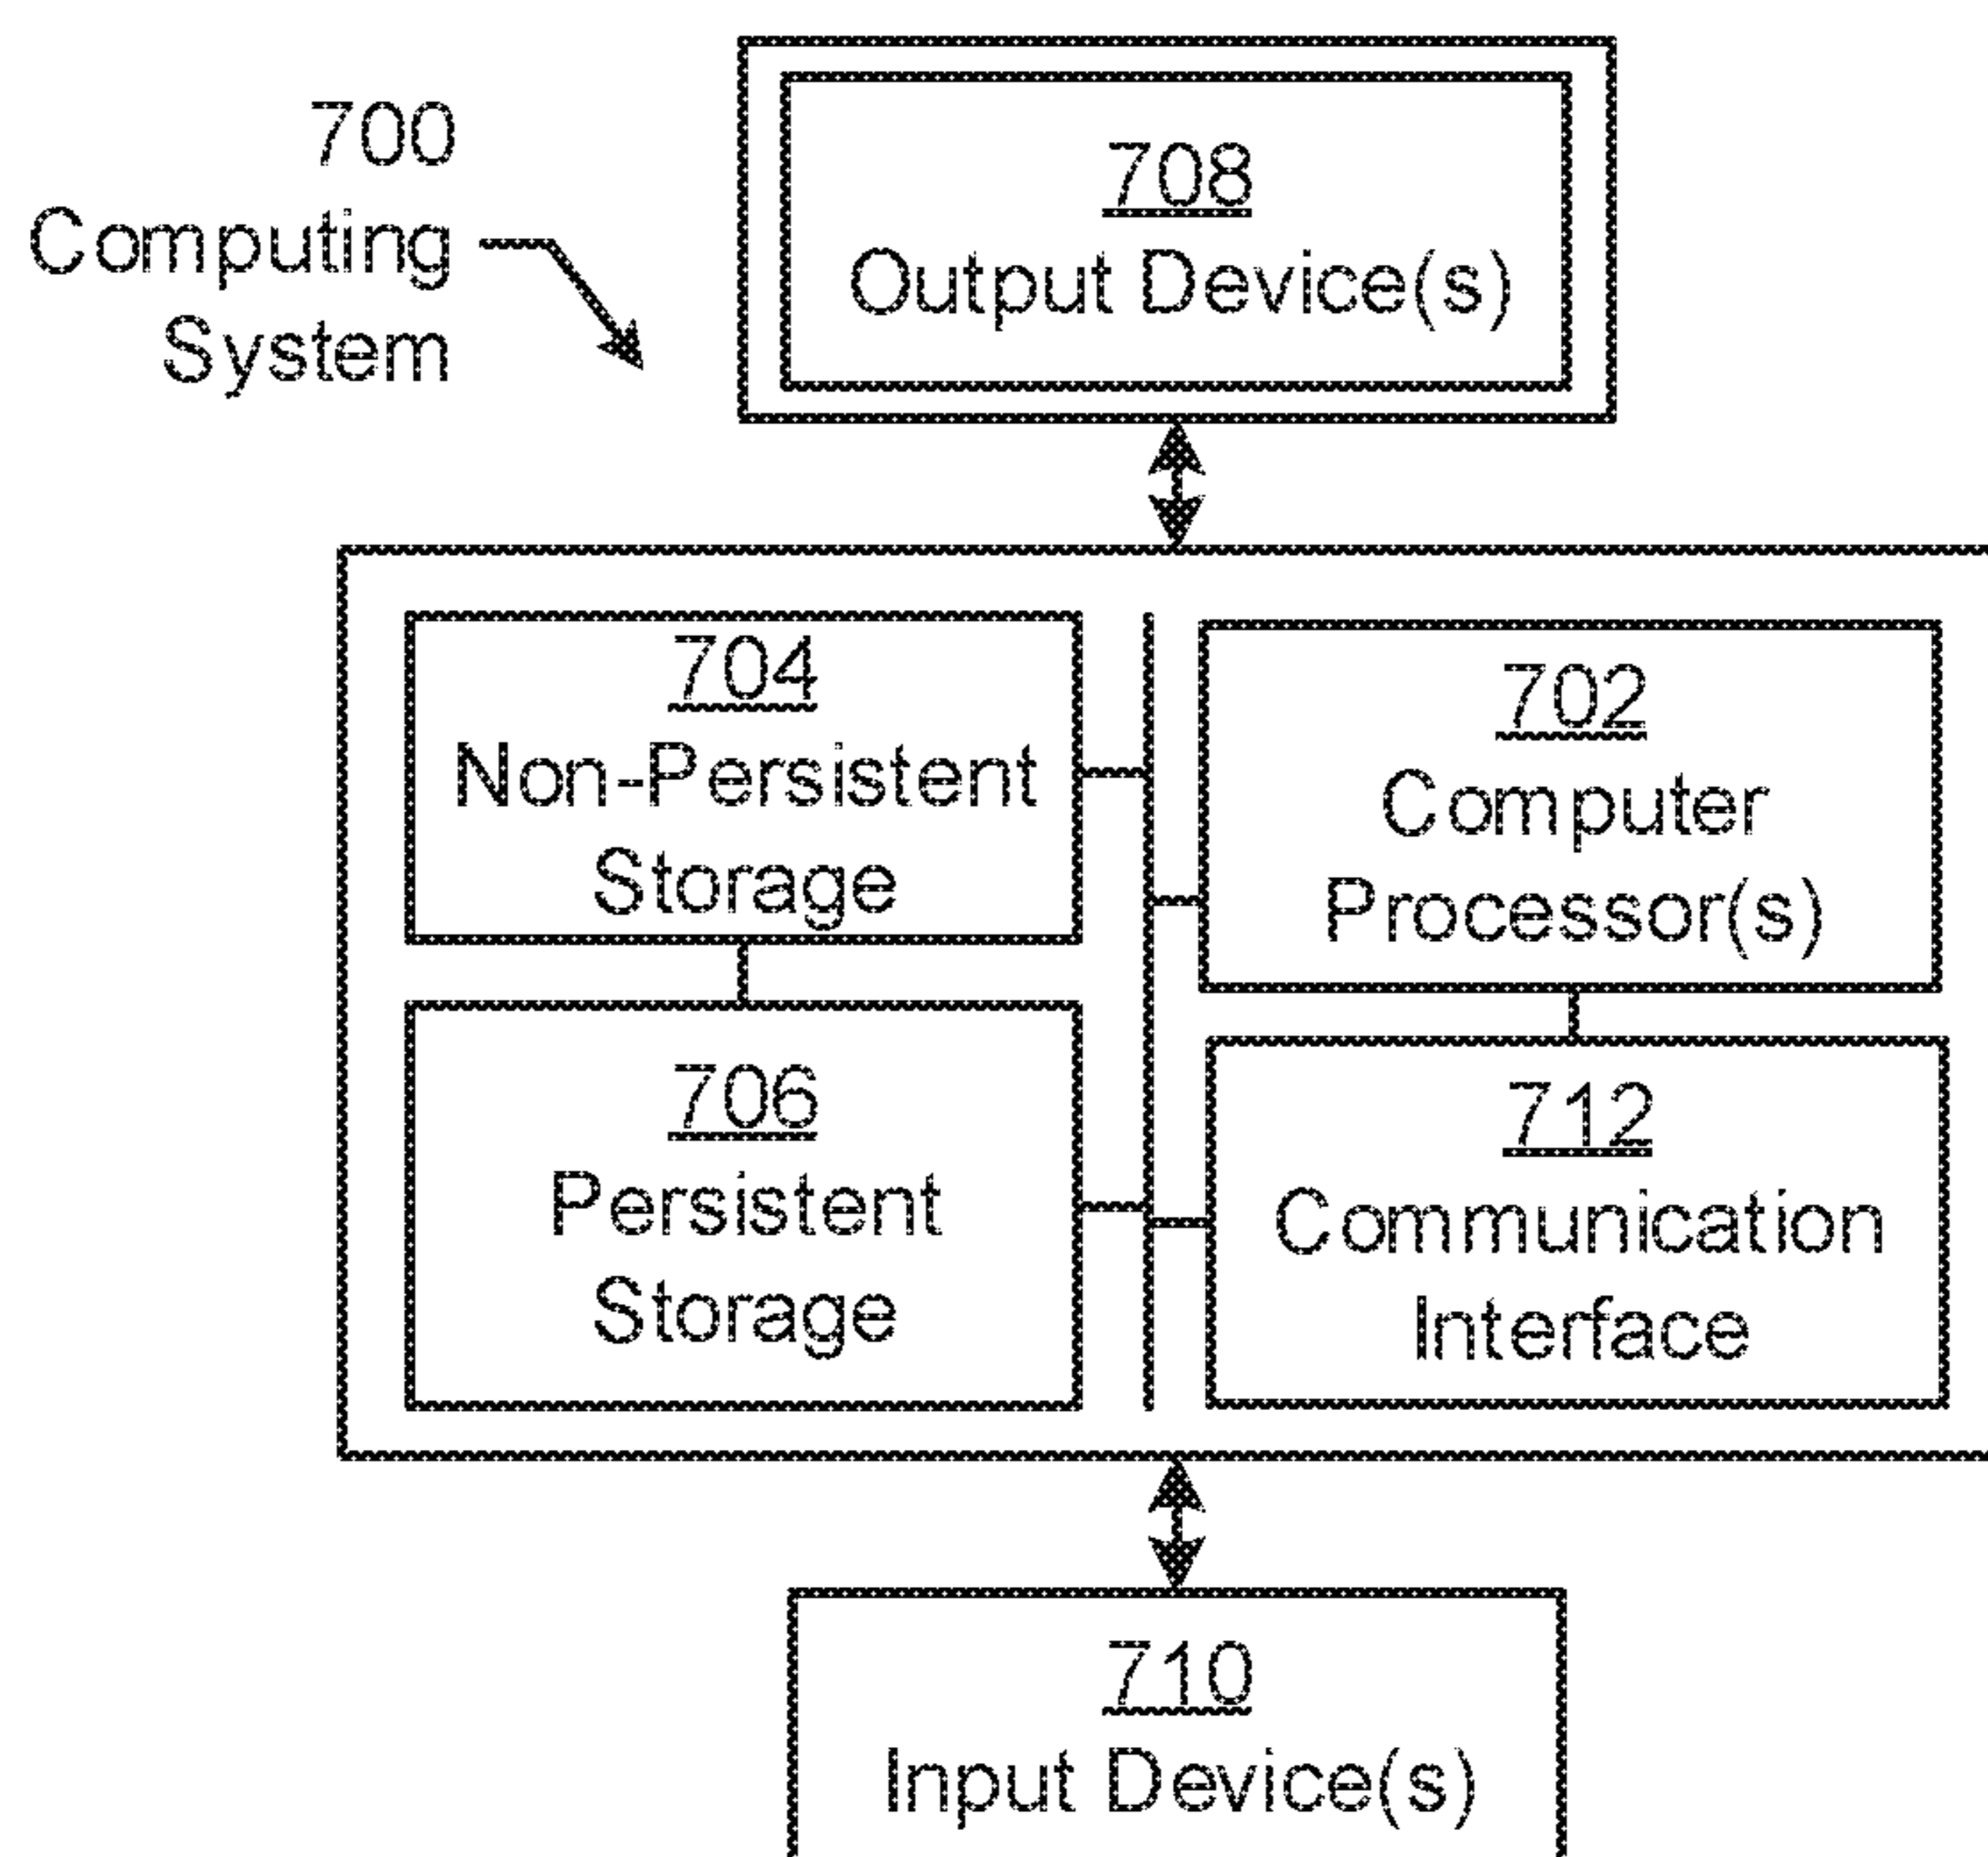 700
Computing
System
708
Output Device(s)
704
Non-Persistent
Storage
702
Computer
Processor(s)
706
Persistent
Storage
712
Communication
Interface
710
Input Device(s)